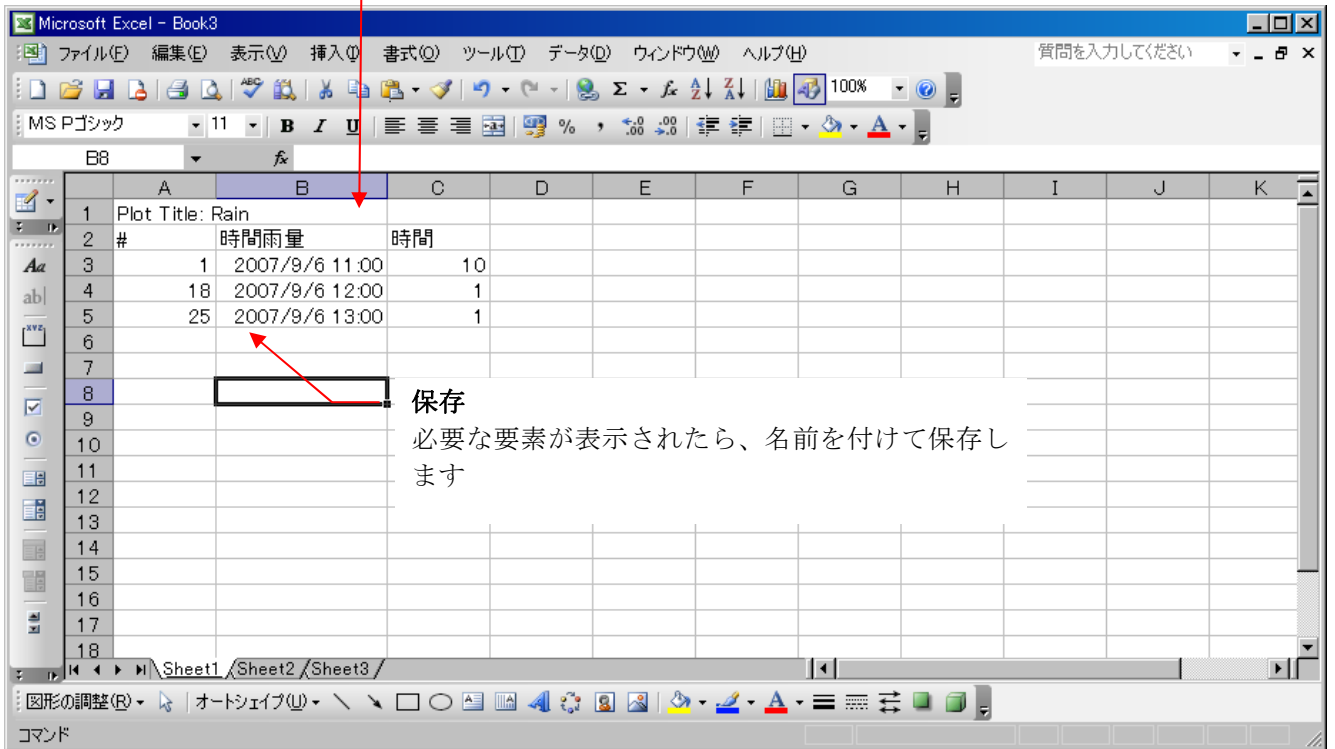 Microsoft Excel - Book3
ファイル(F) 編集(E) 表示(V) 挿入(I) 書式(O) ツール(T) データ(D) ウィンドウ(W) ヘルプ(H) 質問を入力してください
100%
MS Pゴシック 11 B I U
B8 fx
A B C D E F G H I J K
1 Plot Title: Rain
2 # 時間雨量 時間
3 1 2007/9/6 11:00 10
4 18 2007/9/6 12:00 1
5 25 2007/9/6 13:00 1
6
7
8
保存
9
必要な要素が表示されたら、名前を付けて保存し
10
ます
11
12
13
14
15
16
17
18
Sheet1 Sheet2 Sheet3
図形の調整(R) オートシェイプ(U)
コマンド